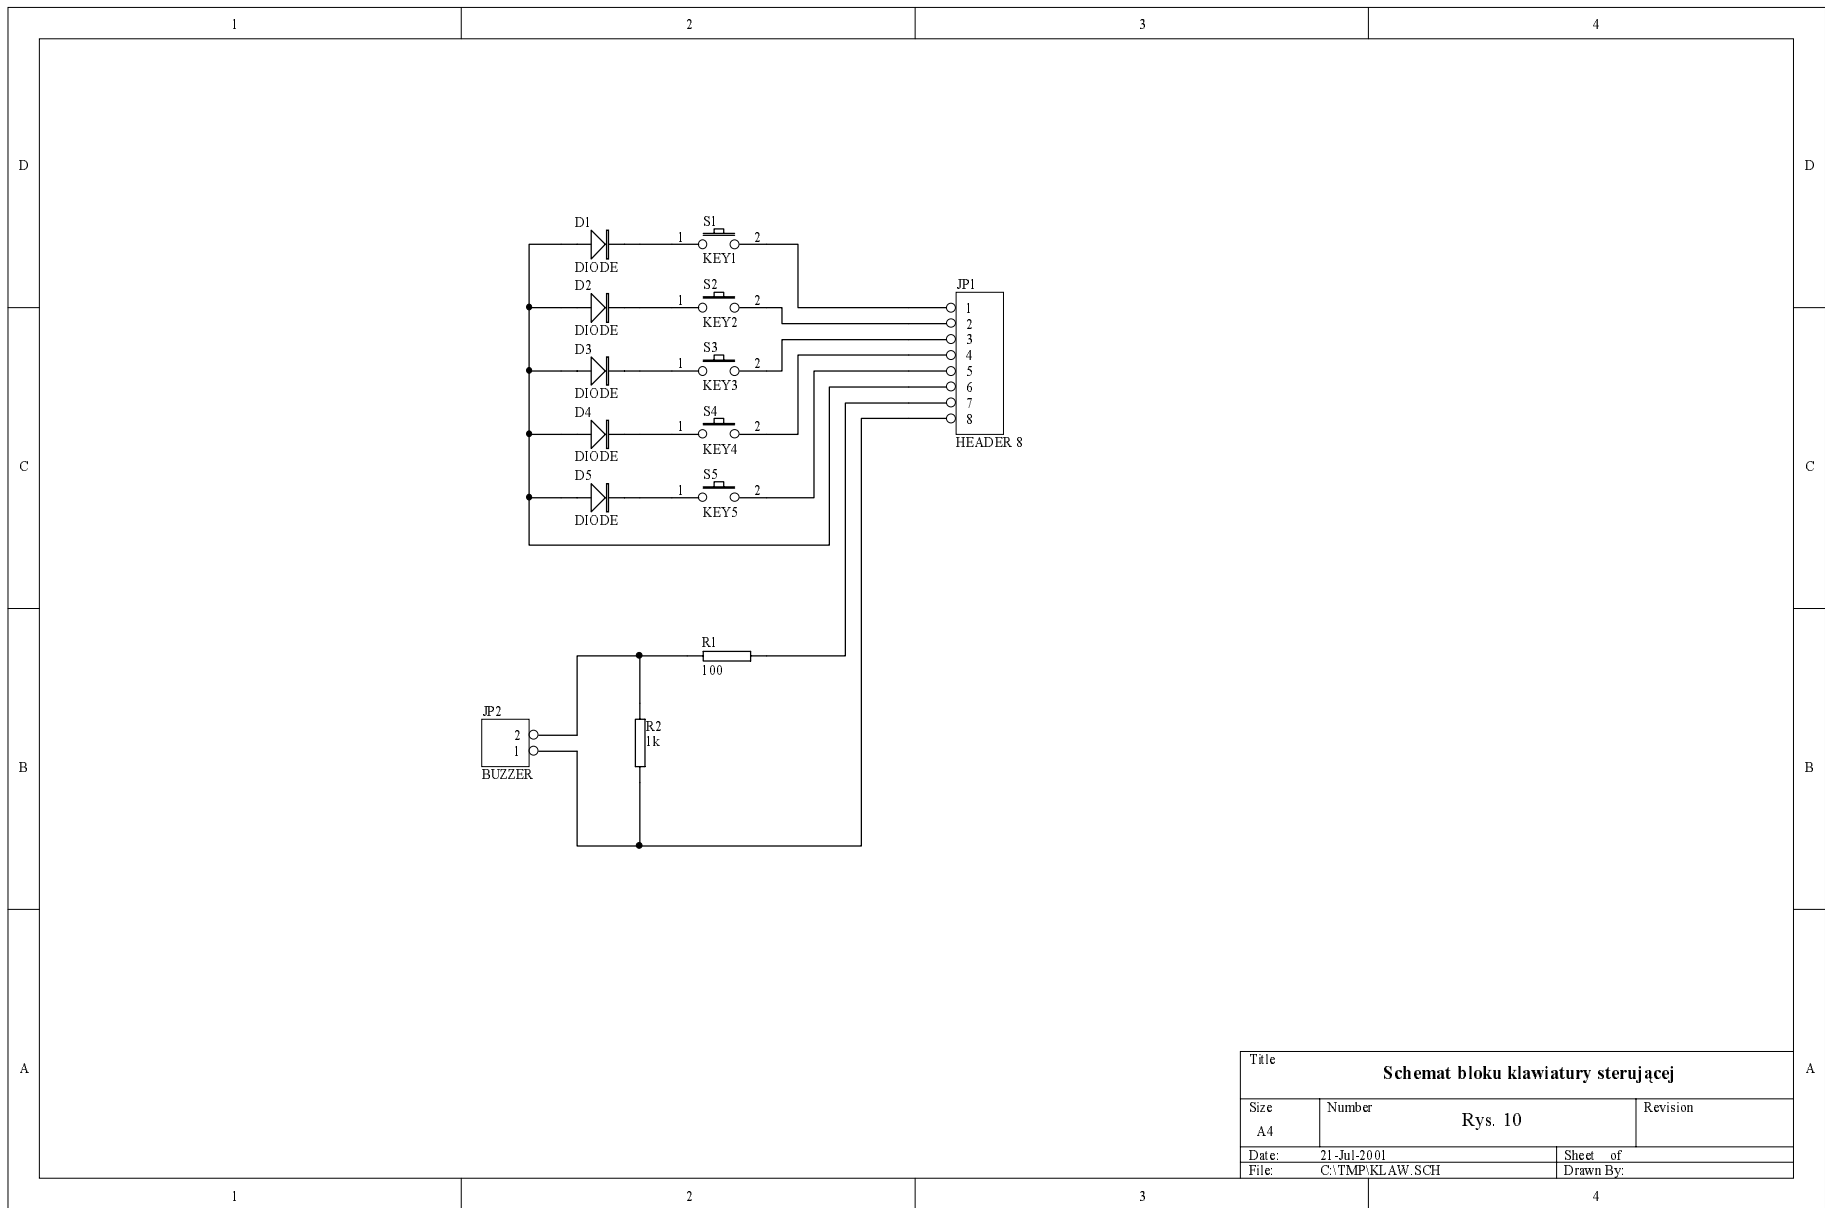 1 2 3 4
D D
D1
S1
1 2
DIODE
KEY1
D2
S2
1 2
DIODE
KEY2
D3
S3
1 2
DIODE
KEY3
D4
S4
1 2
DIODE
KEY4
D5
S5
1 2
DIODE
KEY5
JP1
1
2
3
4
5
6
7
8
HEADER 8
C C
R1
100
JP2
2
1
BUZZER
R2
1k
B B
A A
Title
Schemat bloku klawiatury sterującej
Size
A4
Number
Rys. 10
Revision
Date: 21-Jul-2001
Sheet of
File: C:\TMP\KLAW.SCH
Drawn By:
1 2 3 4